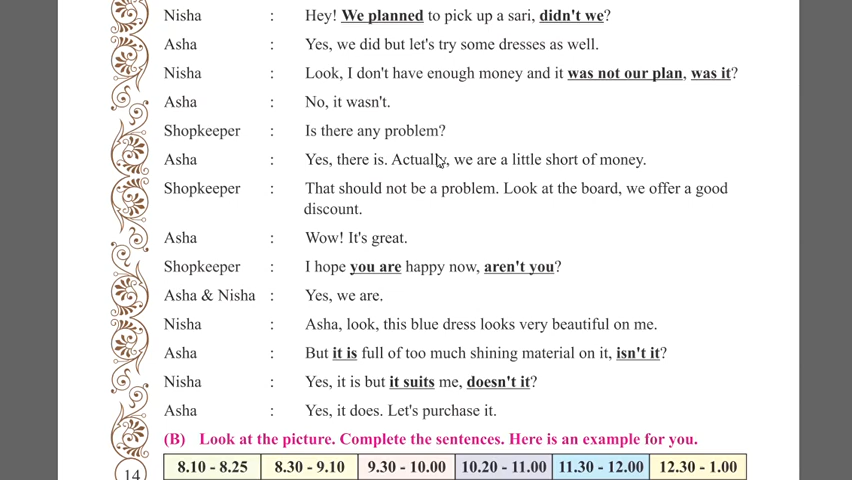 Nisha : Hey! We planned to pick up a sari, didn't we?
Asha : Yes, we did but let's try some dresses as well.
Nisha : Look, I don't have enough money and it was not our plan, was it?
Asha : No, it wasn't.
Shopkeeper : Is there any problem?
Asha : Yes, there is. Actually, we are a little short of money.
Shopkeeper : That should not be a problem. Look at the board, we offer a good
discount.
Asha : Wow! It's great.
Shopkeeper : I hope you are happy now, aren't you?
Asha & Nisha : Yes, we are.
Nisha : Asha, look, this blue dress looks very beautiful on me.
Asha : But it is full of too much shining material on it, isn't it?
Nisha : Yes, it is but it suits me, doesn't it?
Asha : Yes, it does. Let's purchase it.
(B) Look at the picture. Complete the sentences. Here is an example for you.
8.10 - 8.25 8.30 - 9.10 9.30 - 10.00 10.20 - 11.00 11.30 - 12.00 12.30 - 1.00
14